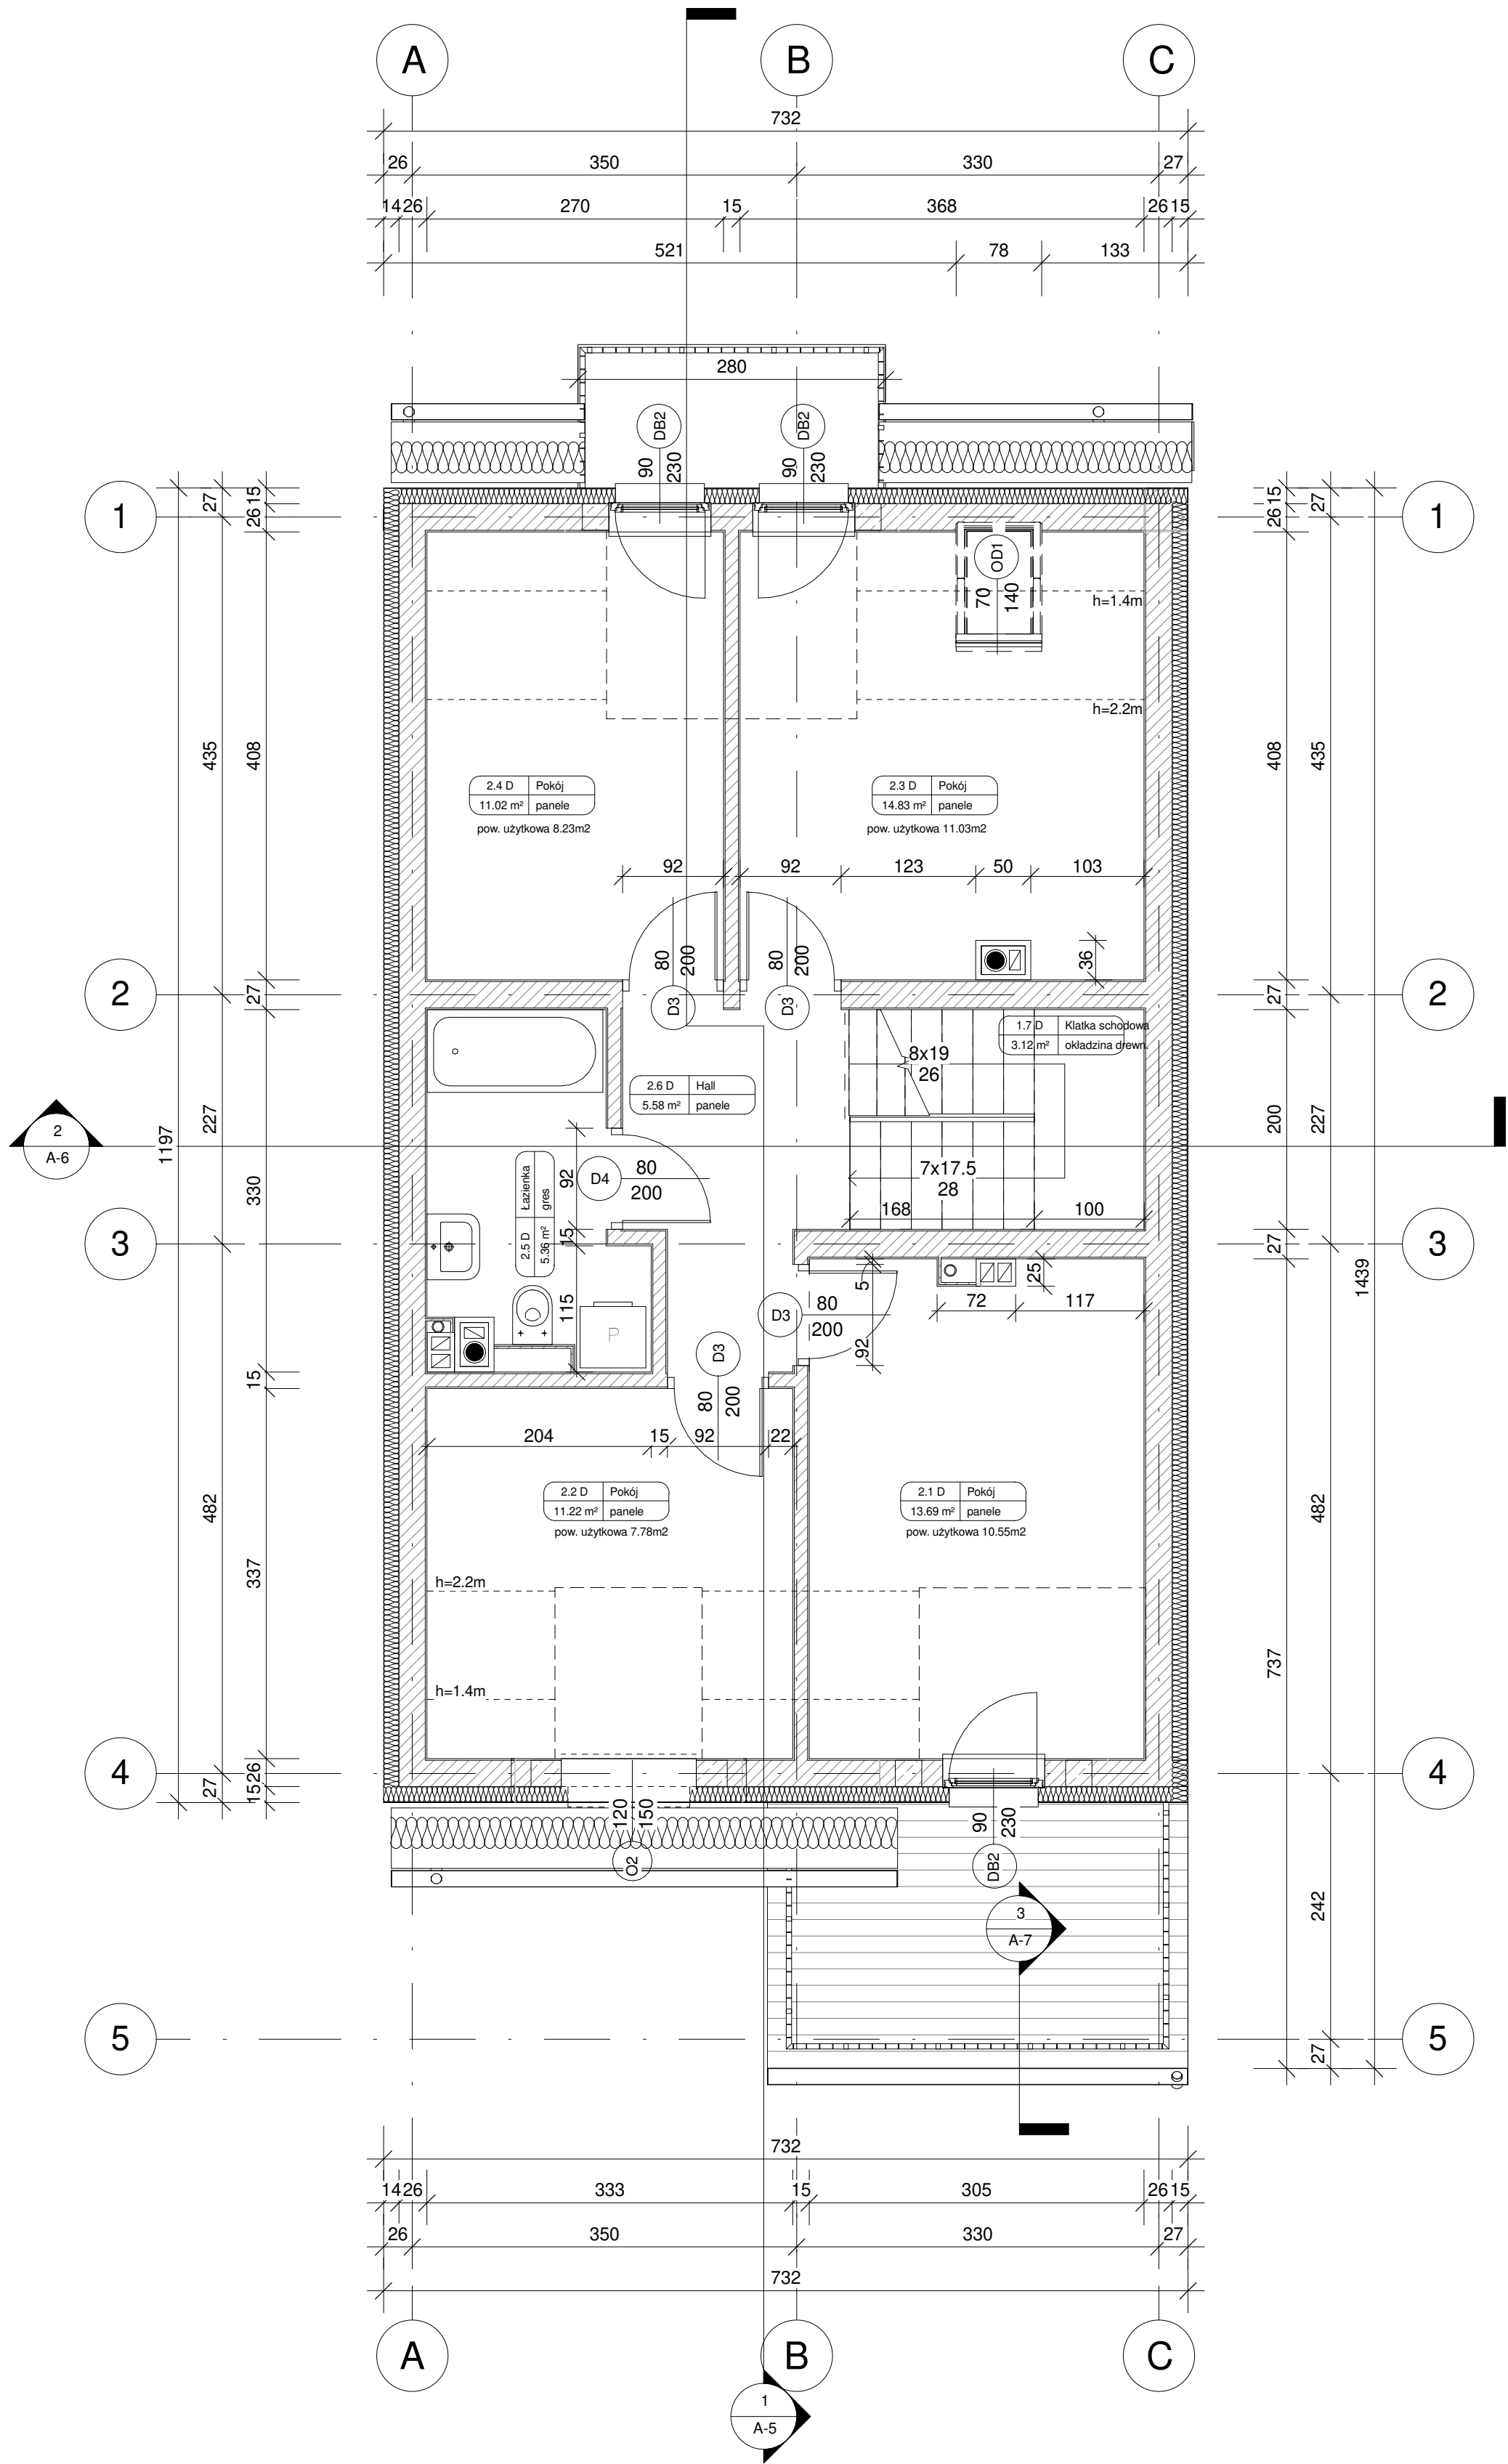 A B C
732
26 350 330 27
14 26 270 15 368 26 15
521 78 133
280
DB2 DB2
90 90
230 230
1 1
27 15 15 27
26 26
OD1
70
140
h=1.4m
h=2.2m
435 408 408 435
2.4 D Pokój
11.02 m² panele
pow. użytkowa 8.23m2
2.3 D Pokój
14.83 m² panele
pow. użytkowa 11.03m2
92 92 123 50 103
80 80
200 200
36
D3 D3
2 2
27 27
1.7 D Klatka schodowa
3.12 m² okładzina drewn.
8x19
26
2.6 D Hall
5.58 m² panele
2
A-6
1197 227 330 200 227
Łazienka gres
2.5 D 5.36 m²
92
D4 80
200
7x17.5
28
168 100
3 3
15 27
1439
115
P
5
25
D3 80
200
72 117
92
D3
80
200
15
204 15 92 22
2.2 D Pokój
11.22 m² panele
pow. użytkowa 7.78m2
2.1 D Pokój
13.69 m² panele
pow. użytkowa 10.55m2
482 337 737 482
h=2.2m
h=1.4m
4 4
27 26
15
120
150
O2
90
230
DB2
3
A-7
242
5 5
27
732
14 26 333 15 305 26 15
26 350 330 27
732
A B C
1
A-5